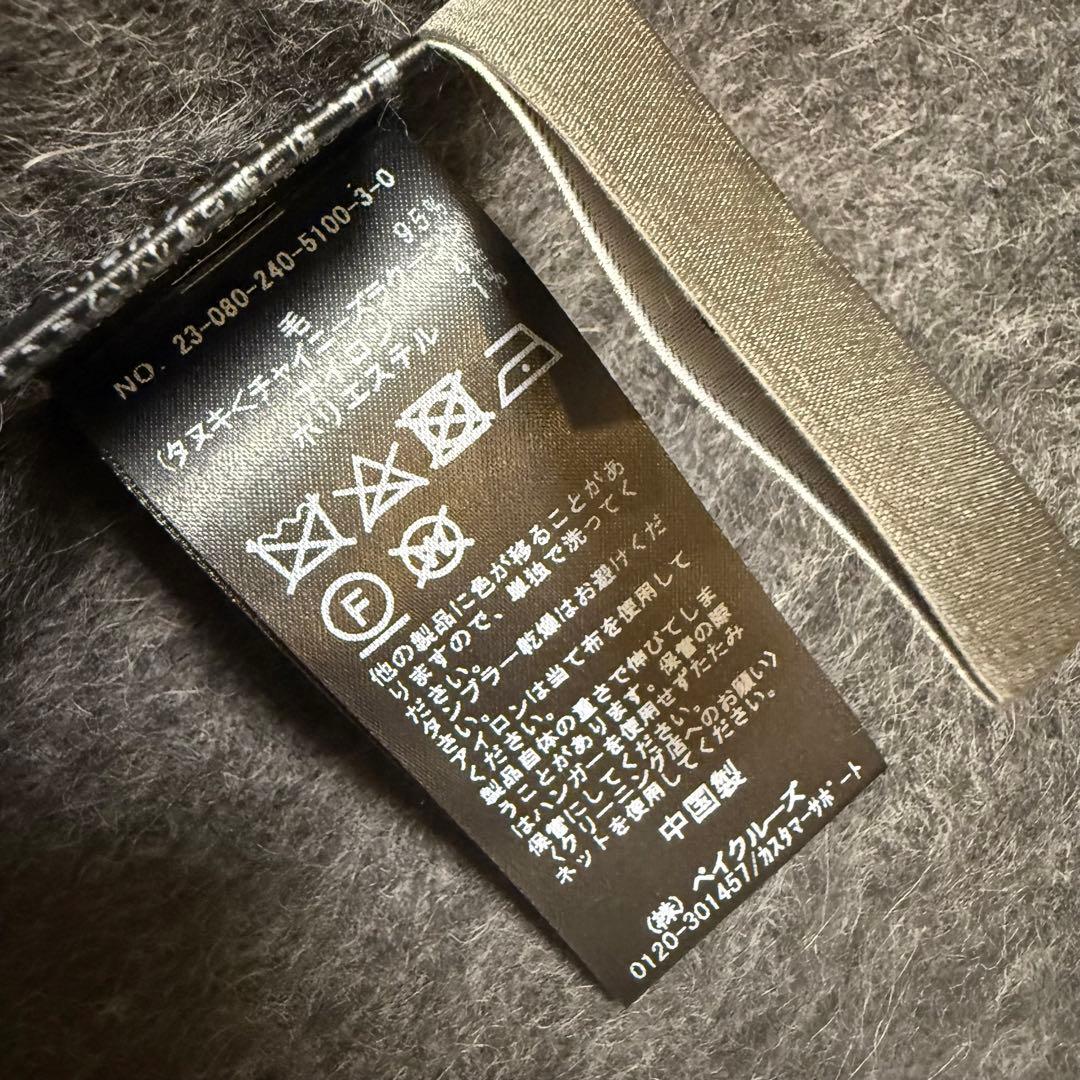 NO. 23-080-240-5100-3-0
毛 95%
(タヌキ<チャイニーズラクーン
ナイロン
ポリエステル 1%
F
W
他の製品に色が移ることがあ
りますので、単独で洗ってく
ださい。
タンブラー乾燥はお避けくだ
さい。
アイロンは当て布を使用して
ください。
製品自体の重さで伸びてしま
うことがあります。保管の際
はハンガーを使用せずたたみ
保管にしてください。
<クリーニング店へのお願い>
ネットを使用してください。
中国製
(株) ベイクルーズ
0120-301457/カスタマーサポート